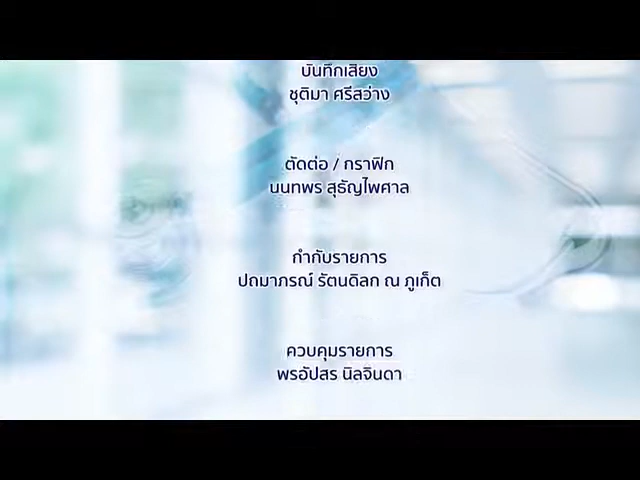 บันทึกเสียง
ชุติมา ศรีสว่าง
ตัดต่อ / กราฟิก
บนทพร สุธัญไพศาล
กำกับรายการ
ปถมาภรณ์ รัตนดิลก ณ ภูเก็ต
ควบคุมรายการ
พรอัปสร นิลจินดา